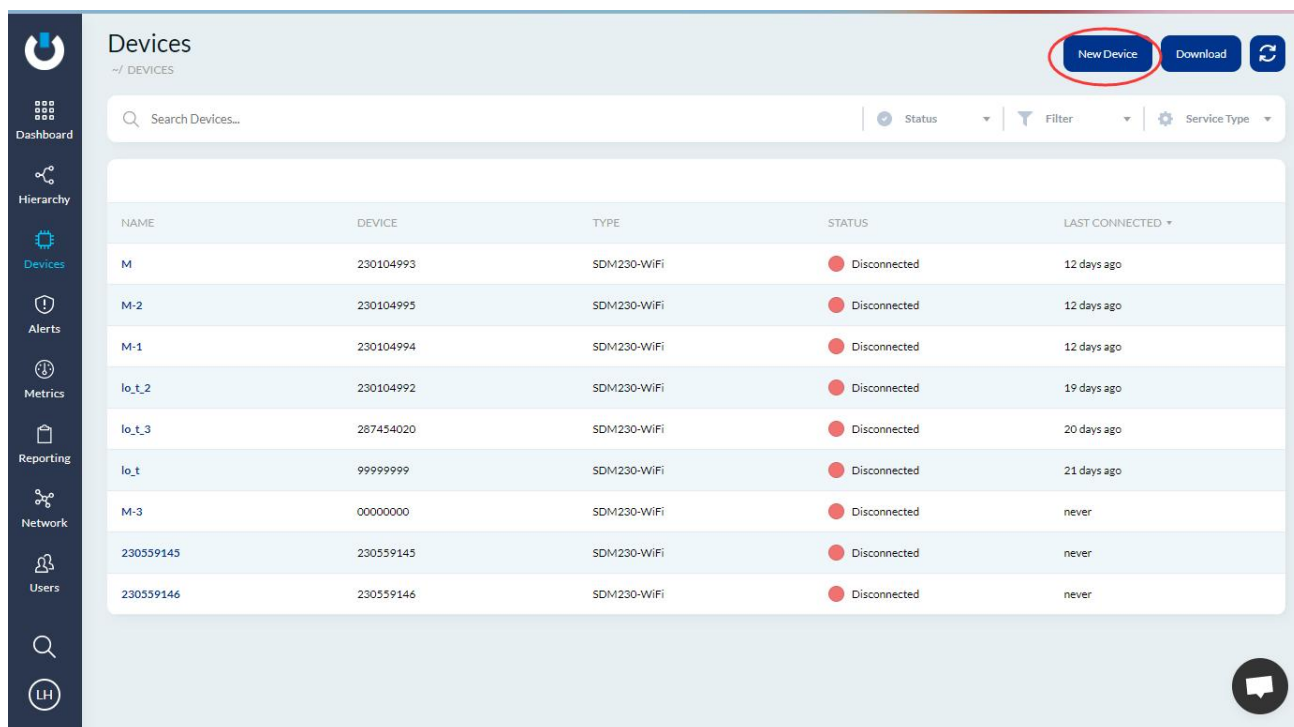 Devices
~/ DEVICES
New Device
Download
Dashboard
Hierarchy
Devices
Alerts
Metrics
Reporting
Network
Users
LH
Search Devices...
Status
Filter
Service Type
NAME DEVICE TYPE STATUS LAST CONNECTED
M 230104993 SDM230-WiFi Disconnected 12 days ago
M-2 230104995 SDM230-WiFi Disconnected 12 days ago
M-1 230104994 SDM230-WiFi Disconnected 12 days ago
lo_t_2 230104992 SDM230-WiFi Disconnected 19 days ago
lo_t_3 287454020 SDM230-WiFi Disconnected 20 days ago
lo_t 99999999 SDM230-WiFi Disconnected 21 days ago
M-3 00000000 SDM230-WiFi Disconnected never
230559145 230559145 SDM230-WiFi Disconnected never
230559146 230559146 SDM230-WiFi Disconnected never